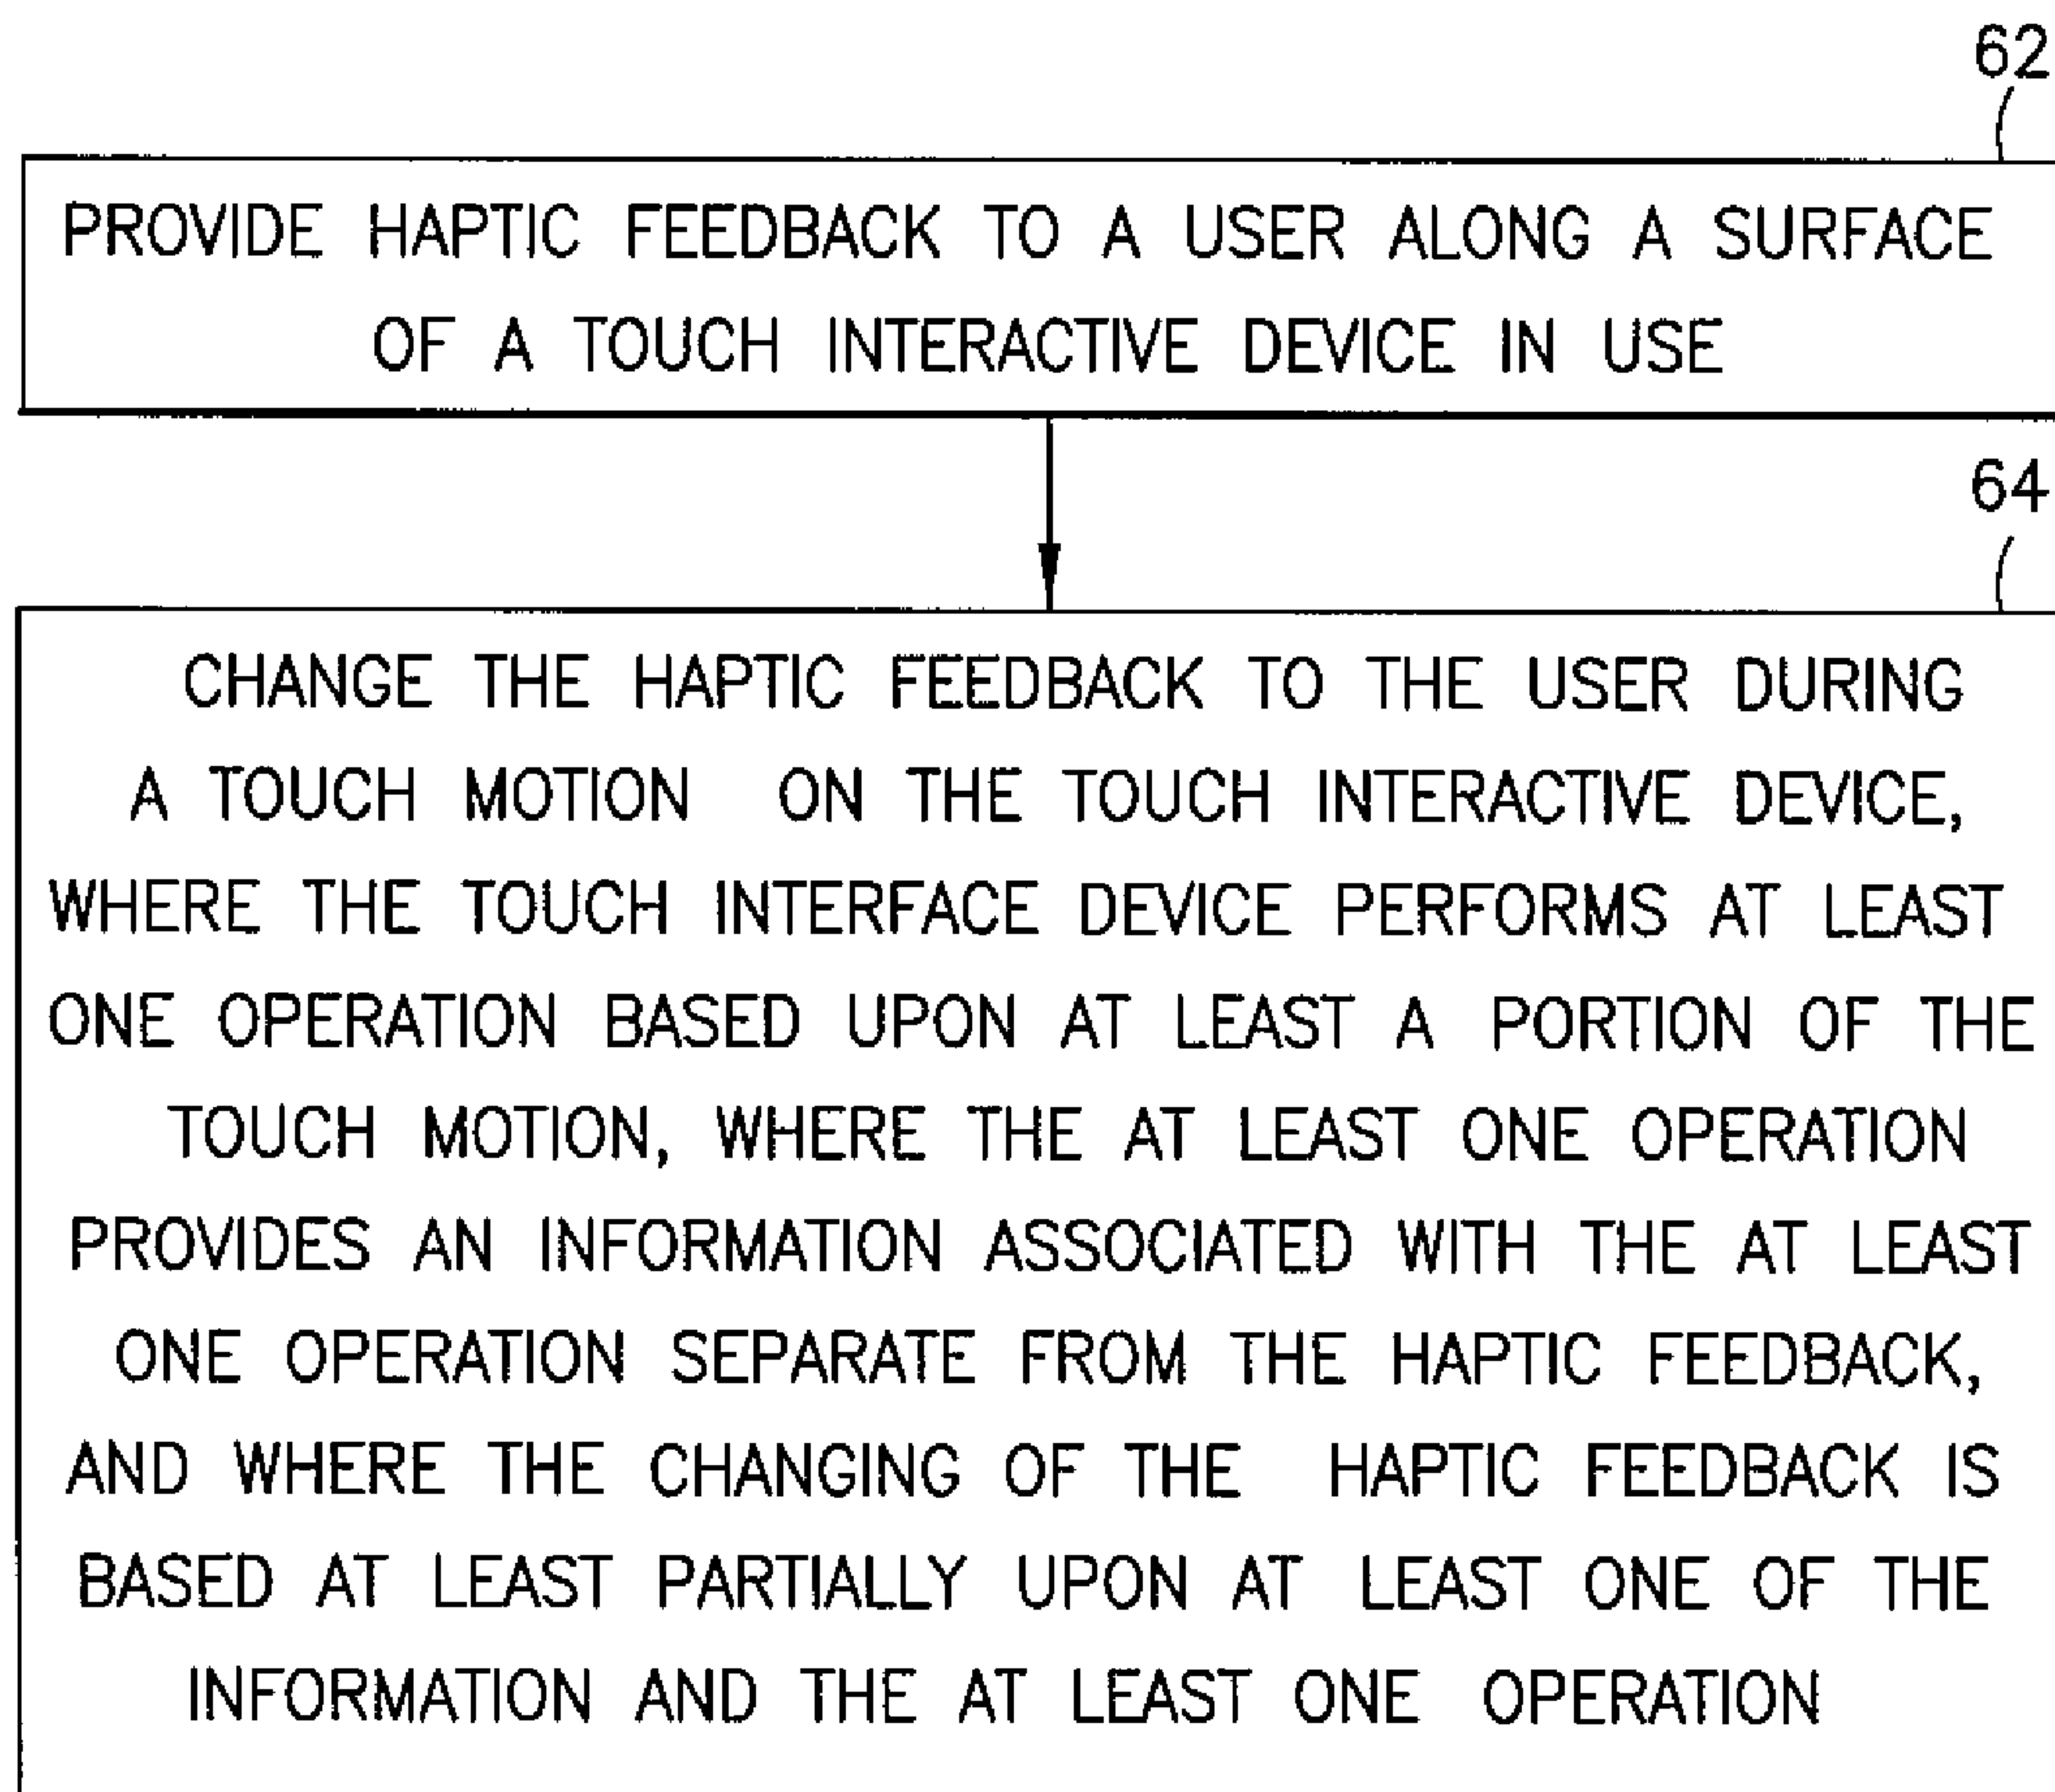 62
PROVIDE HAPTIC FEEDBACK TO A USER ALONG A SURFACE
OF A TOUCH INTERACTIVE DEVICE IN USE
64
CHANGE THE HAPTIC FEEDBACK TO THE USER DURING
A TOUCH MOTION ON THE TOUCH INTERACTIVE DEVICE,
WHERE THE TOUCH INTERFACE DEVICE PERFORMS AT LEAST
ONE OPERATION BASED UPON AT LEAST A PORTION OF THE
TOUCH MOTION, WHERE THE AT LEAST ONE OPERATION
PROVIDES AN INFORMATION ASSOCIATED WITH THE AT LEAST
ONE OPERATION SEPARATE FROM THE HAPTIC FEEDBACK,
AND WHERE THE CHANGING OF THE HAPTIC FEEDBACK IS
BASED AT LEAST PARTIALLY UPON AT LEAST ONE OF THE
INFORMATION AND THE AT LEAST ONE OPERATION